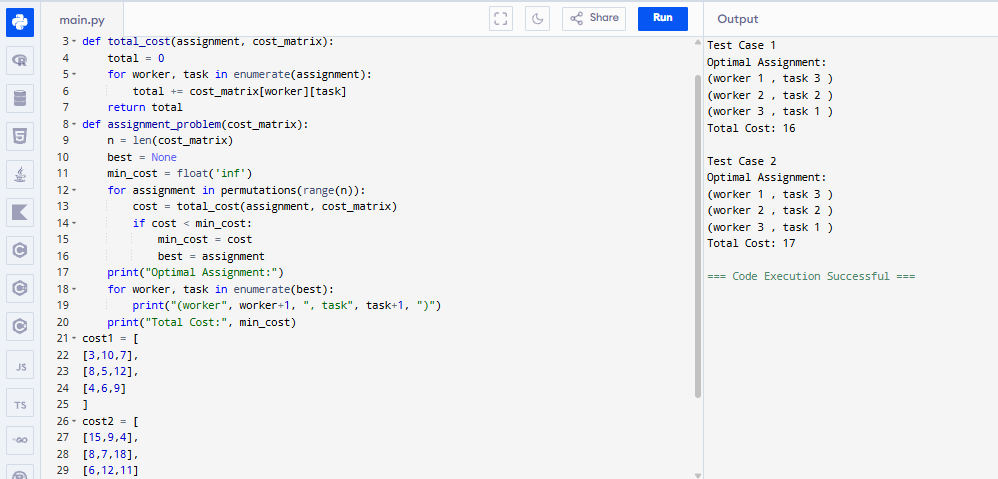 main.py
Share
Run
Output
3 def total_cost(assignment, cost_matrix):
4     total = 0
5     for worker, task in enumerate(assignment):
6         total += cost_matrix[worker][task]
7     return total
8 def assignment_problem(cost_matrix):
9     n = len(cost_matrix)
10     best = None
11     min_cost = float('inf')
12     for assignment in permutations(range(n)):
13         cost = total_cost(assignment, cost_matrix)
14         if cost < min_cost:
15             min_cost = cost
16             best = assignment
17     print("Optimal Assignment:")
18     for worker, task in enumerate(best):
19         print("(worker", worker+1, ", task", task+1, ")")
20     print("Total Cost:", min_cost)
21 cost1 = [
22 [3,10,7],
23 [8,5,12],
24 [4,6,9]
25 ]
26 cost2 = [
27 [15,9,4],
28 [8,7,18],
29 [6,12,11]
JS
TS
GO
Test Case 1
Optimal Assignment:
(worker 1 , task 3 )
(worker 2 , task 2 )
(worker 3 , task 1 )
Total Cost: 16
Test Case 2
Optimal Assignment:
(worker 1 , task 3 )
(worker 2 , task 2 )
(worker 3 , task 1 )
Total Cost: 17
=== Code Execution Successful ===